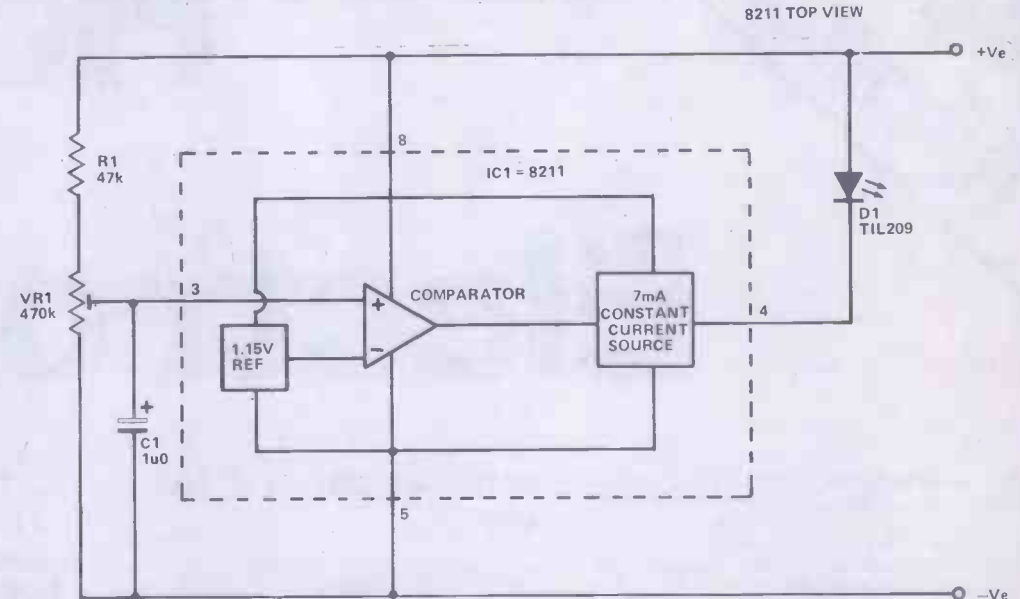 8211 TOP VIEW
+Ve
8
R1
47k
IC1 = 8211
D1
TIL209
VR1
470k
3
+
COMPARATOR
7mA
CONSTANT
CURRENT
SOURCE
4
1.15V
REF
−
+
C1
1u0
5
−Ve